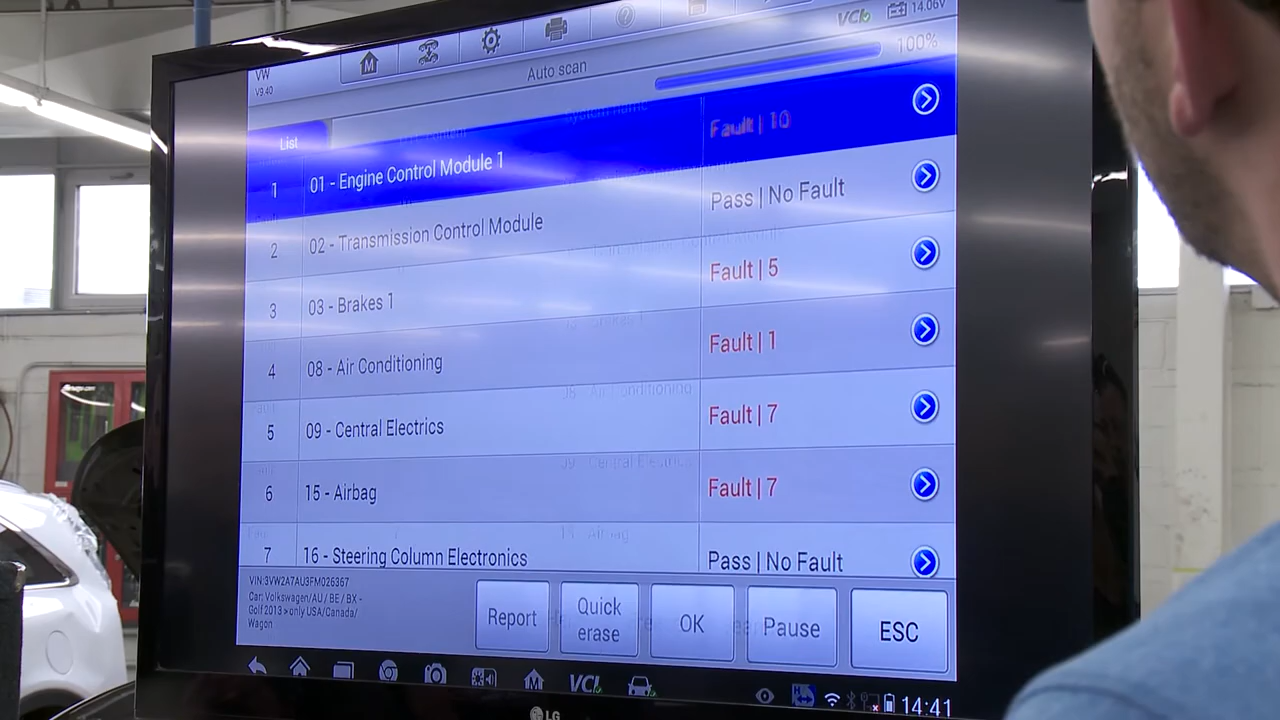 VW
V9.40
Auto scan
VCI
14.06V
100%
List
1 01 - Engine Control Module 1 Fault | 10
2 02 - Transmission Control Module Pass | No Fault
3 03 - Brakes 1 Fault | 5
4 08 - Air Conditioning Fault | 1
5 09 - Central Electrics Fault | 7
6 15 - Airbag Fault | 7
7 16 - Steering Column Electronics Pass | No Fault
VIN:3VW2A7AU3FM026367
Car: Volkswagen/AU / BE / BX -
Golf 2013 > only USA/Canada/
Wagon
Report
Quick
erase
OK
Pause
ESC
VCI
14:41
LG